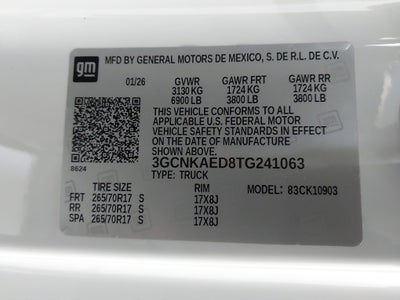 gm
MFD BY GENERAL MOTORS DE MEXICO, S. DE R.L. DE C.V.
01/26 GVWR GAWR FRT GAWR RR
3130 KG 1724 KG 1724 KG
6900 LB 3800 LB 3800 LB
THIS VEHICLE CONFORMS TO ALL
APPLICABLE U.S. FEDERAL MOTOR
VEHICLE SAFETY AND THEFT
PREVENTION STANDARDS IN EFFECT ON
THE DATE OF MANUFACTURE SHOWN ABOVE.
3GCNKAED8TG241063
8624
TYPE: TRUCK
TIRE SIZE RIM MODEL: 83CK10903
FRT 265/70R17 S 17X8J
RR 265/70R17 S 17X8J
SPA 265/70R17 S 17X8J